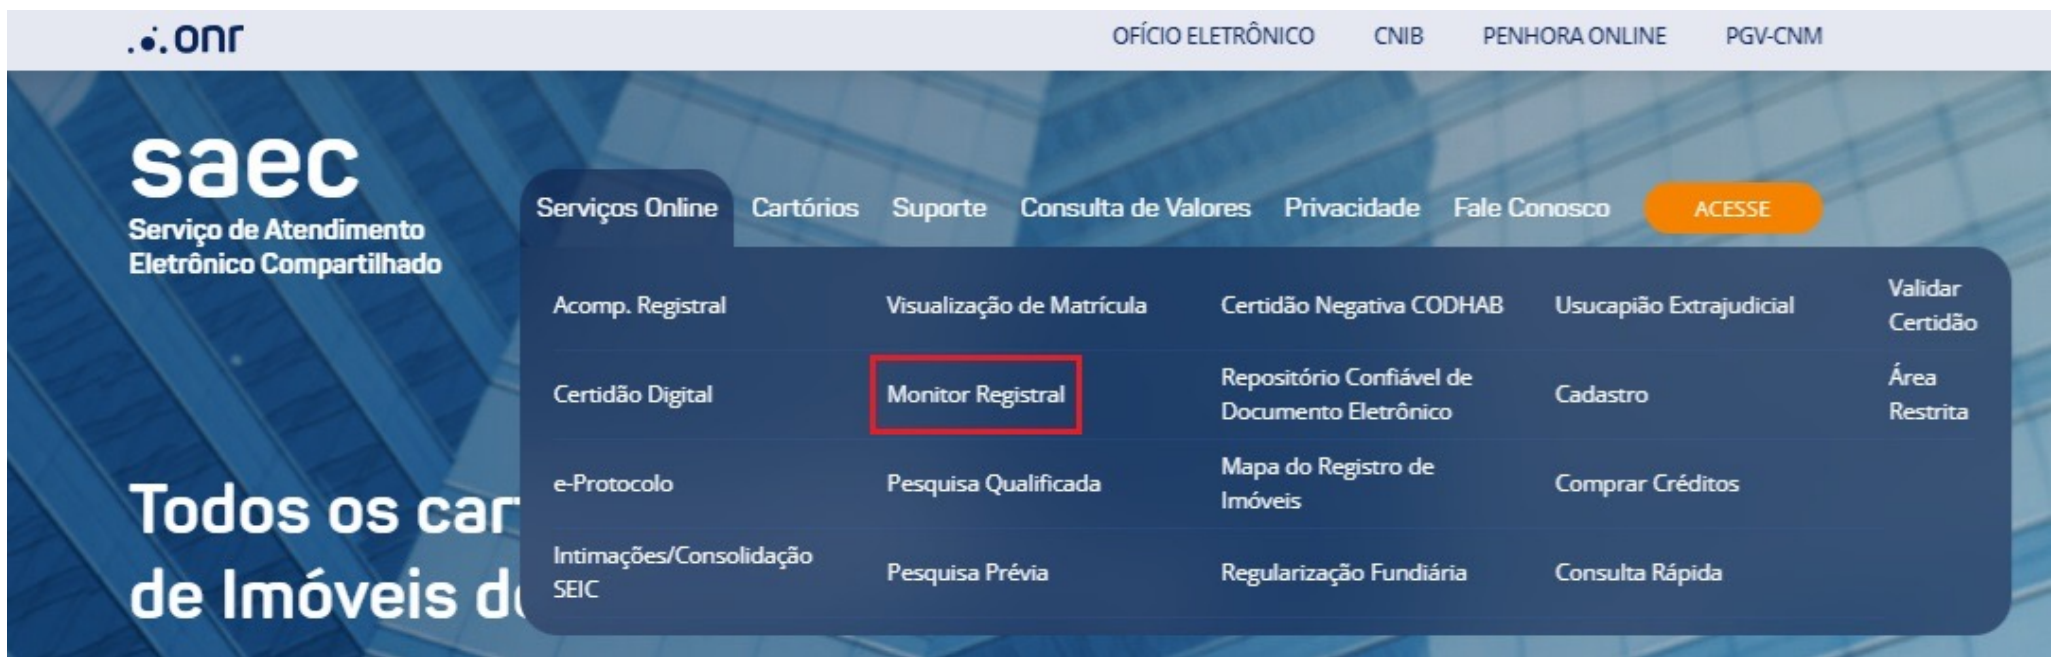 onr
OFÍCIO ELETRÔNICO CNIB PENHORA ONLINE PGV-CNM
saec
Serviço de Atendimento
Eletrônico Compartilhado
Serviços Online Cartórios Suporte Consulta de Valores Privacidade Fale Conosco ACESSE
Acomp. Registral
Visualização de Matrícula
Certidão Negativa CODHAB
Usucapião Extrajudicial
Validar
Certidão
Certidão Digital
Monitor Registral
Repositório Confiável de
Documento Eletrônico
Cadastro
Área
Restrita
e-Protocolo
Pesquisa Qualificada
Mapa do Registro de
Imóveis
Comprar Créditos
Intimações/Consolidação
SEIC
Pesquisa Prévia
Regularização Fundiária
Consulta Rápida
Todos os car
de Imóveis d